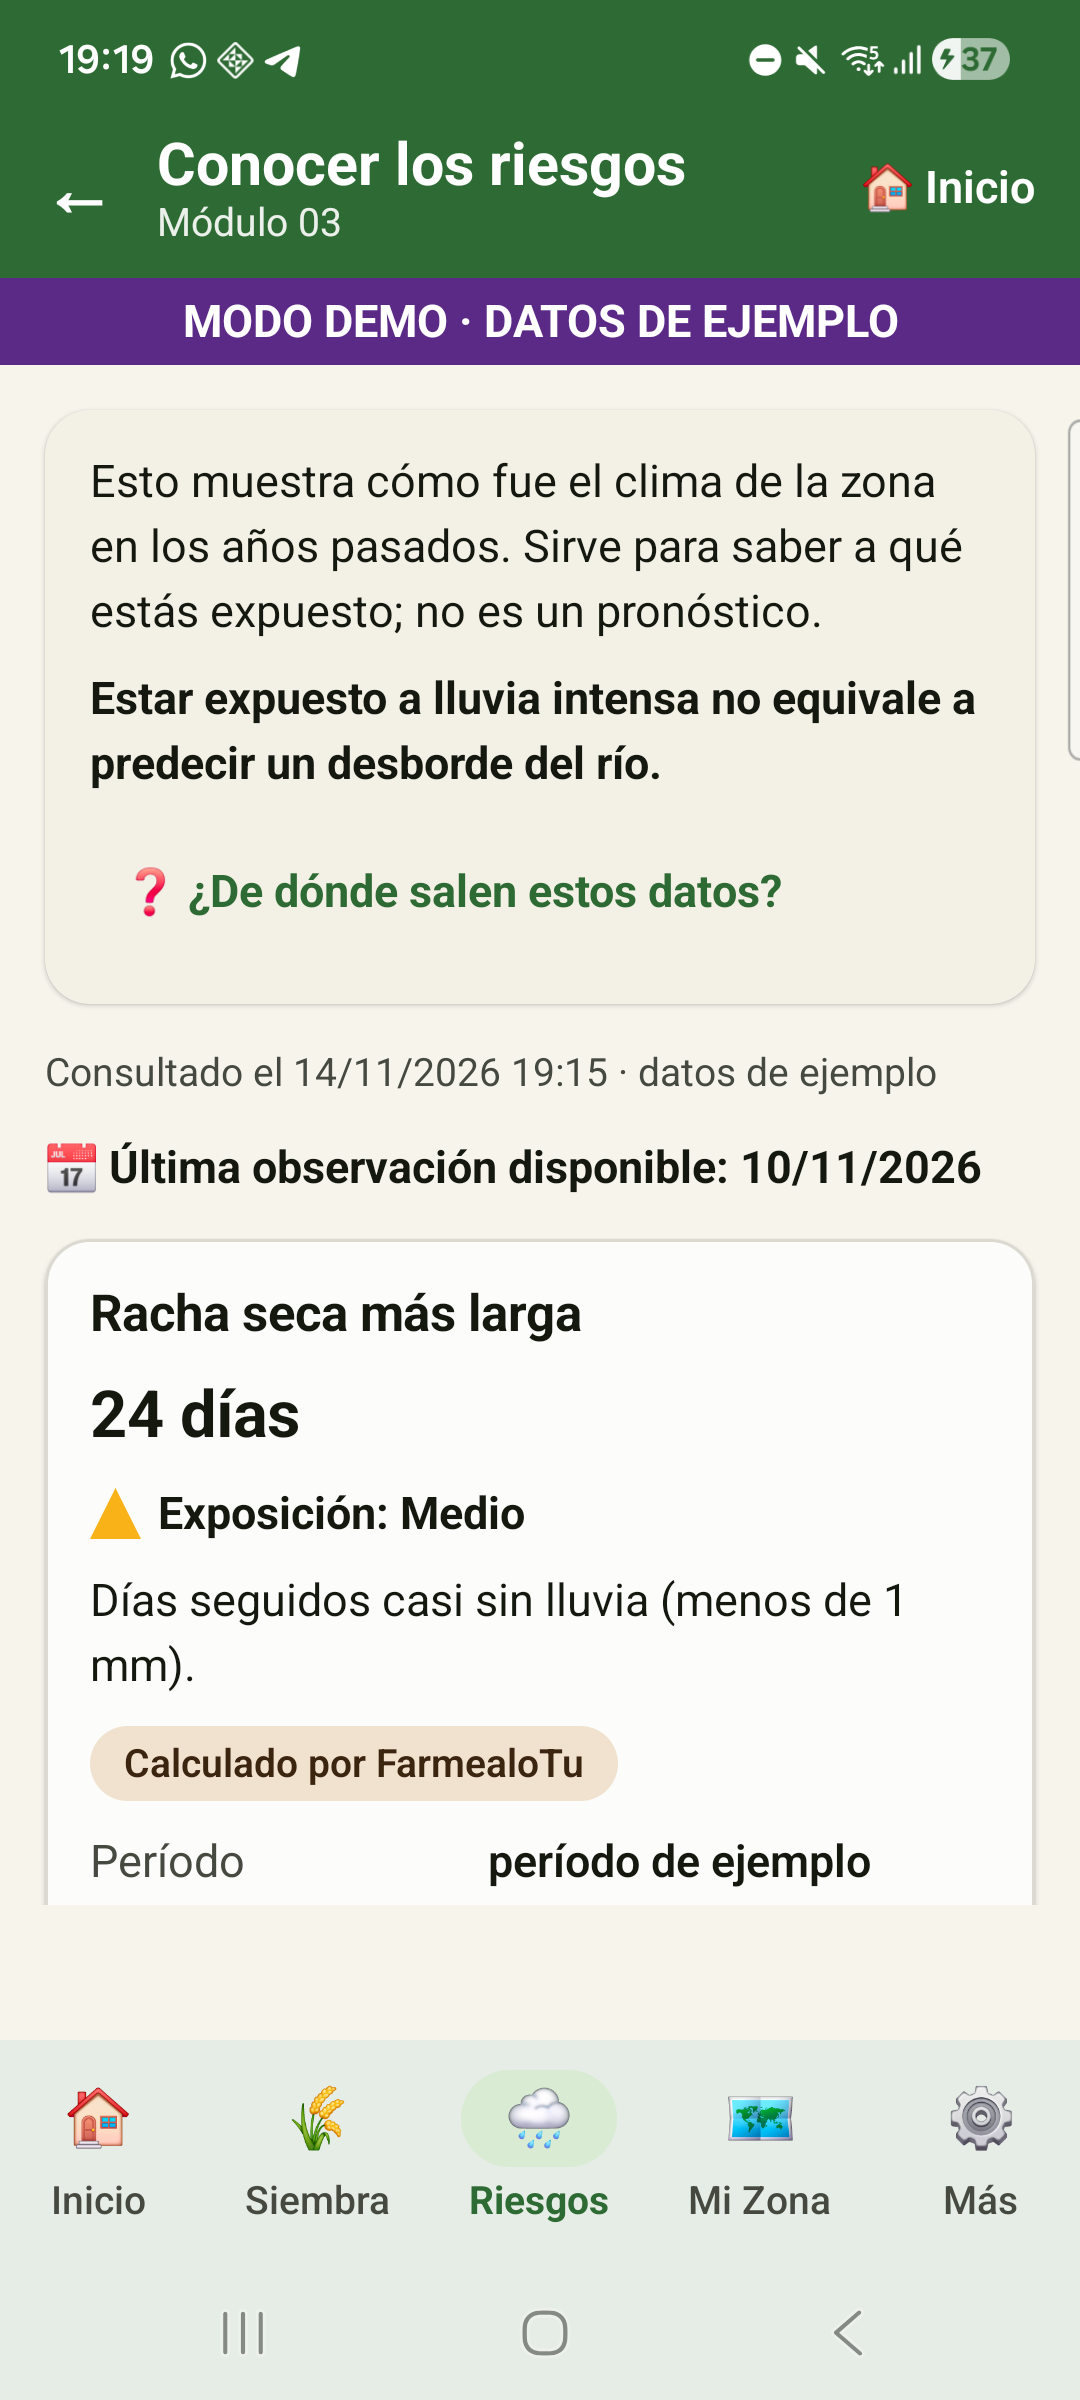 19:19
5
37
Conocer los riesgos
Módulo 03
Inicio
MODO DEMO · DATOS DE EJEMPLO
Esto muestra cómo fue el clima de la zona
en los años pasados. Sirve para saber a qué
estás expuesto; no es un pronóstico.
Estar expuesto a lluvia intensa no equivale a
predecir un desborde del río.
¿De dónde salen estos datos?
Consultado el 14/11/2026 19:15 · datos de ejemplo
JUL
17
Última observación disponible: 10/11/2026
Racha seca más larga
24 días
Exposición: Medio
Días seguidos casi sin lluvia (menos de 1
mm).
Calculado por FarmealoTu
Período período de ejemplo
Inicio Siembra Riesgos Mi Zona Más